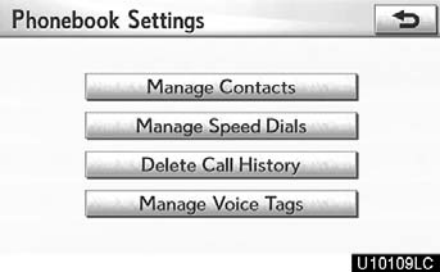 Phonebook Settings
Manage Contacts
Manage Speed Dials
Delete Call History
Manage Voice Tags
U10109LC